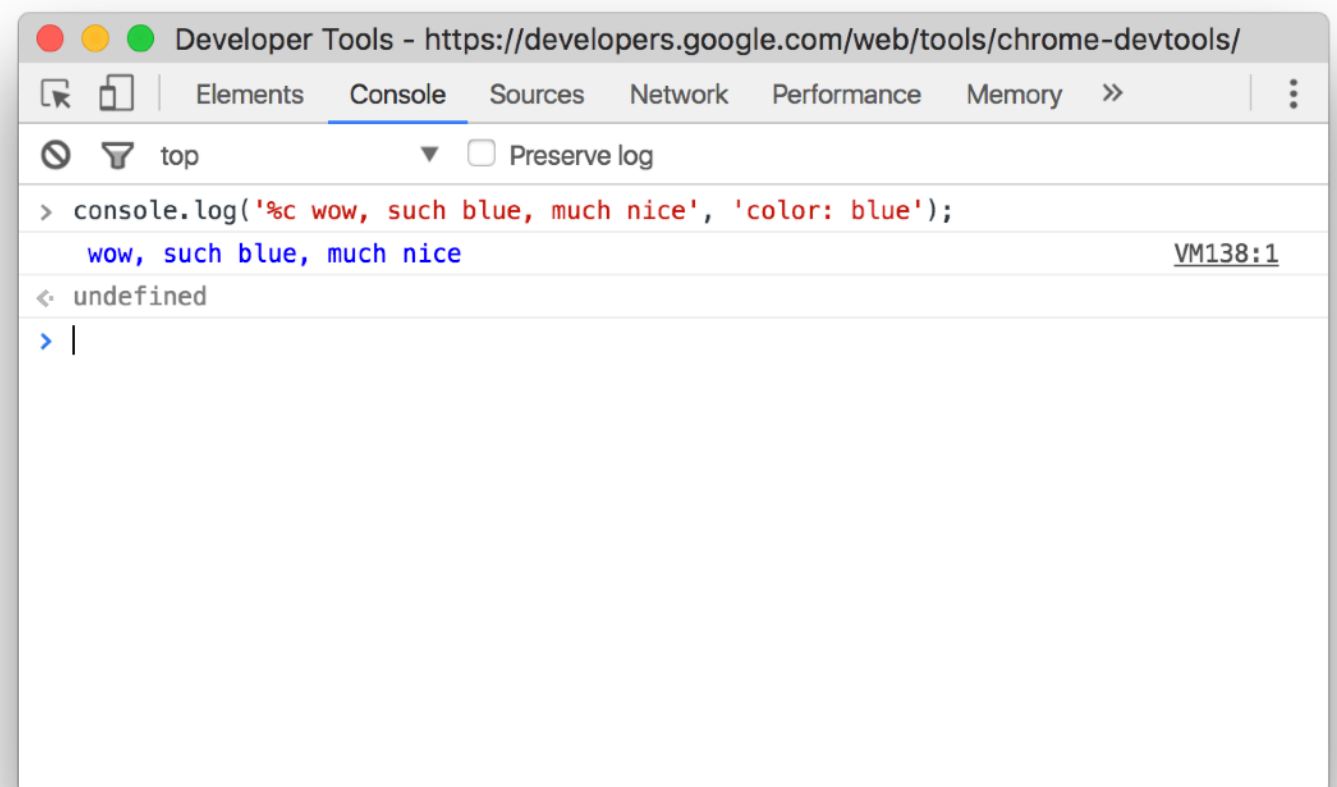 Developer Tools - https://developers.google.com/web/tools/chrome-devtools/
Elements Console Sources Network Performance Memory »
top ▼ Preserve log
> console.log('%c wow, such blue, much nice', 'color: blue');
wow, such blue, much nice VM138:1
undefined
>